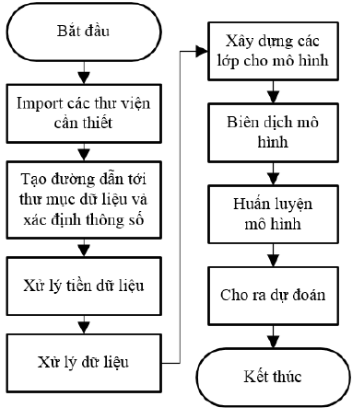 Bắt đầu
Import các thư viện
cần thiết
Tạo đường dẫn tới
thư mục dữ liệu và
xác định thông số
Xử lý tiền dữ liệu
Xử lý dữ liệu
Xây dựng các
lớp cho mô hình
Biên dịch mô
hình
Huấn luyện
mô hình
Cho ra dự đoán
Kết thúc